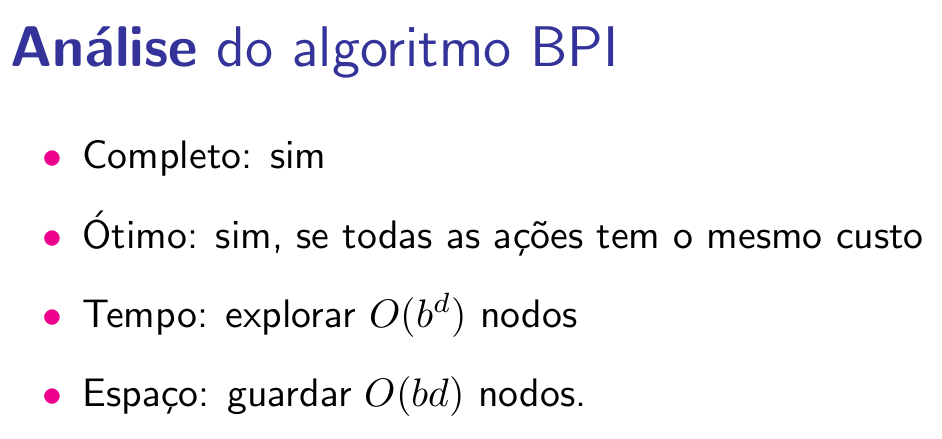 Análise do algoritmo BPI
• Completo: sim
• Ótimo: sim, se todas as ações tem o mesmo custo
• Tempo: explorar O(b^d) nodos
• Espaço: guardar O(bd) nodos.